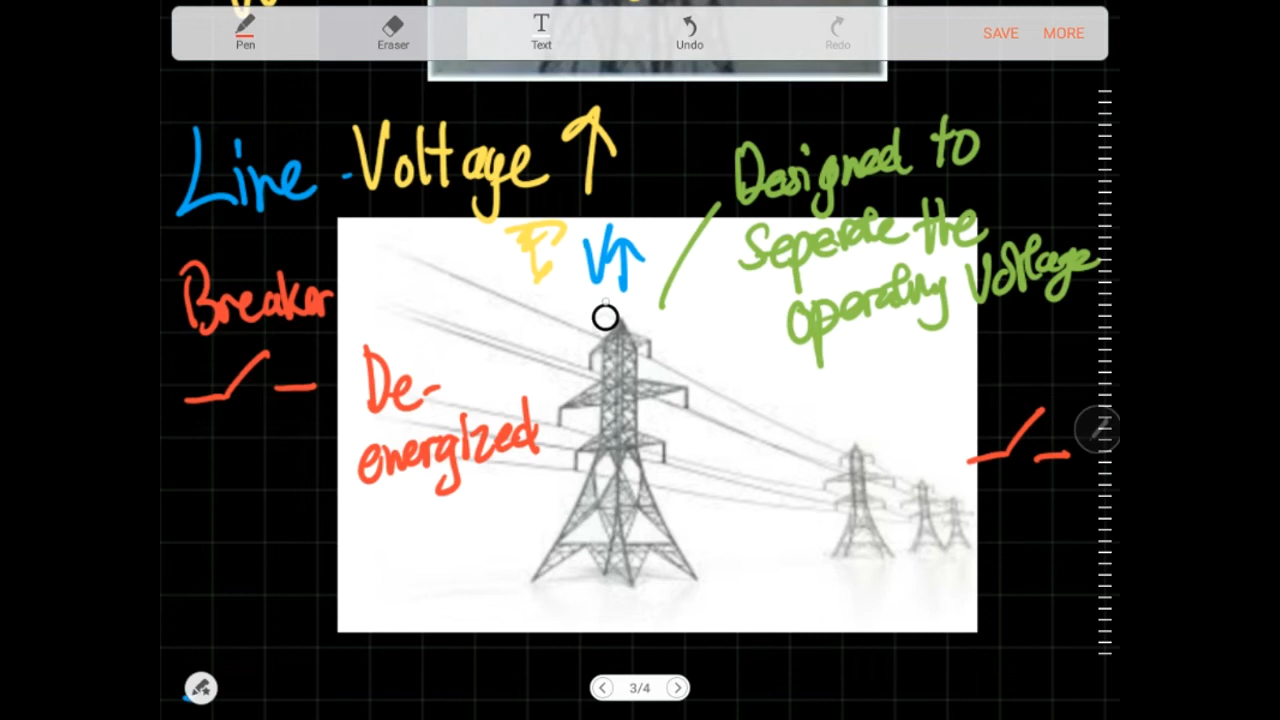 Pen
Eraser
T
Text
Undo
Redo
SAVE
MORE
Line - Voltage ↑
Designed to
Seperate the
operating Voltage
V↑
Breaker
De-
energized
3/4